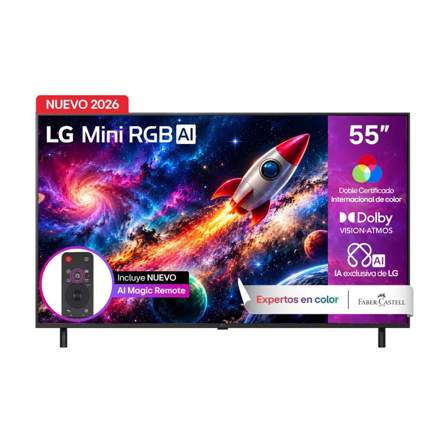 NUEVO 2026
LG Mini RGB AI
55"
Doble Certificado
Internacional de color
Dolby
VISION·ATMOS
AI
IA exclusiva de LG
Incluye NUEVO
AI Magic Remote
Expertos en color
FABER-CASTELL